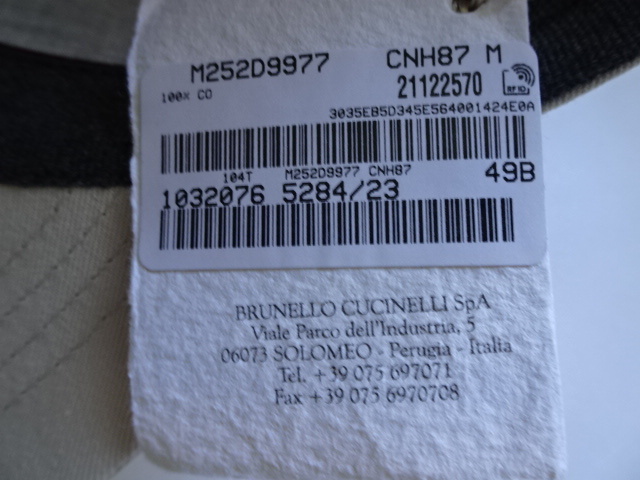 M252D9977 CNH87 M
100% CO 21122570 RFID
3035EB5D345E564001424E0A
104T M252D9977 CNH87
1032076 5284/23 49B
BRUNELLO CUCINELLI SpA
Viale Parco dell'Industria, 5
06073 SOLOMEO - Perugia - Italia
Tel. +39 075 697071
Fax +39 075 6970708